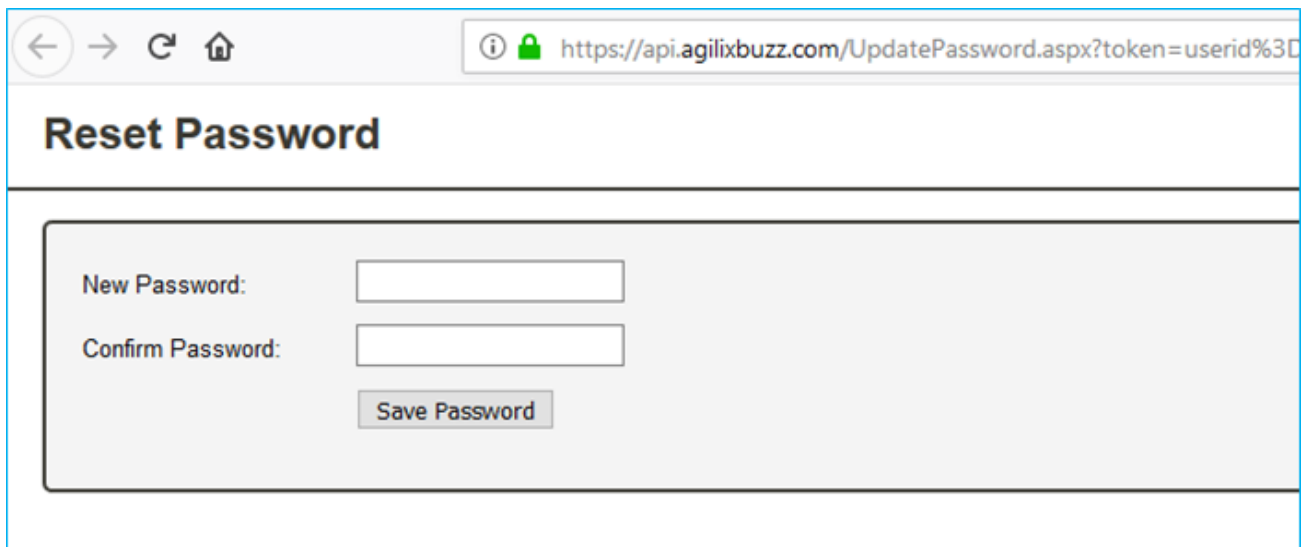 https://api.agilixbuzz.com/UpdatePassword.aspx?token=userid%3D
Reset Password
New Password:
Confirm Password:
Save Password